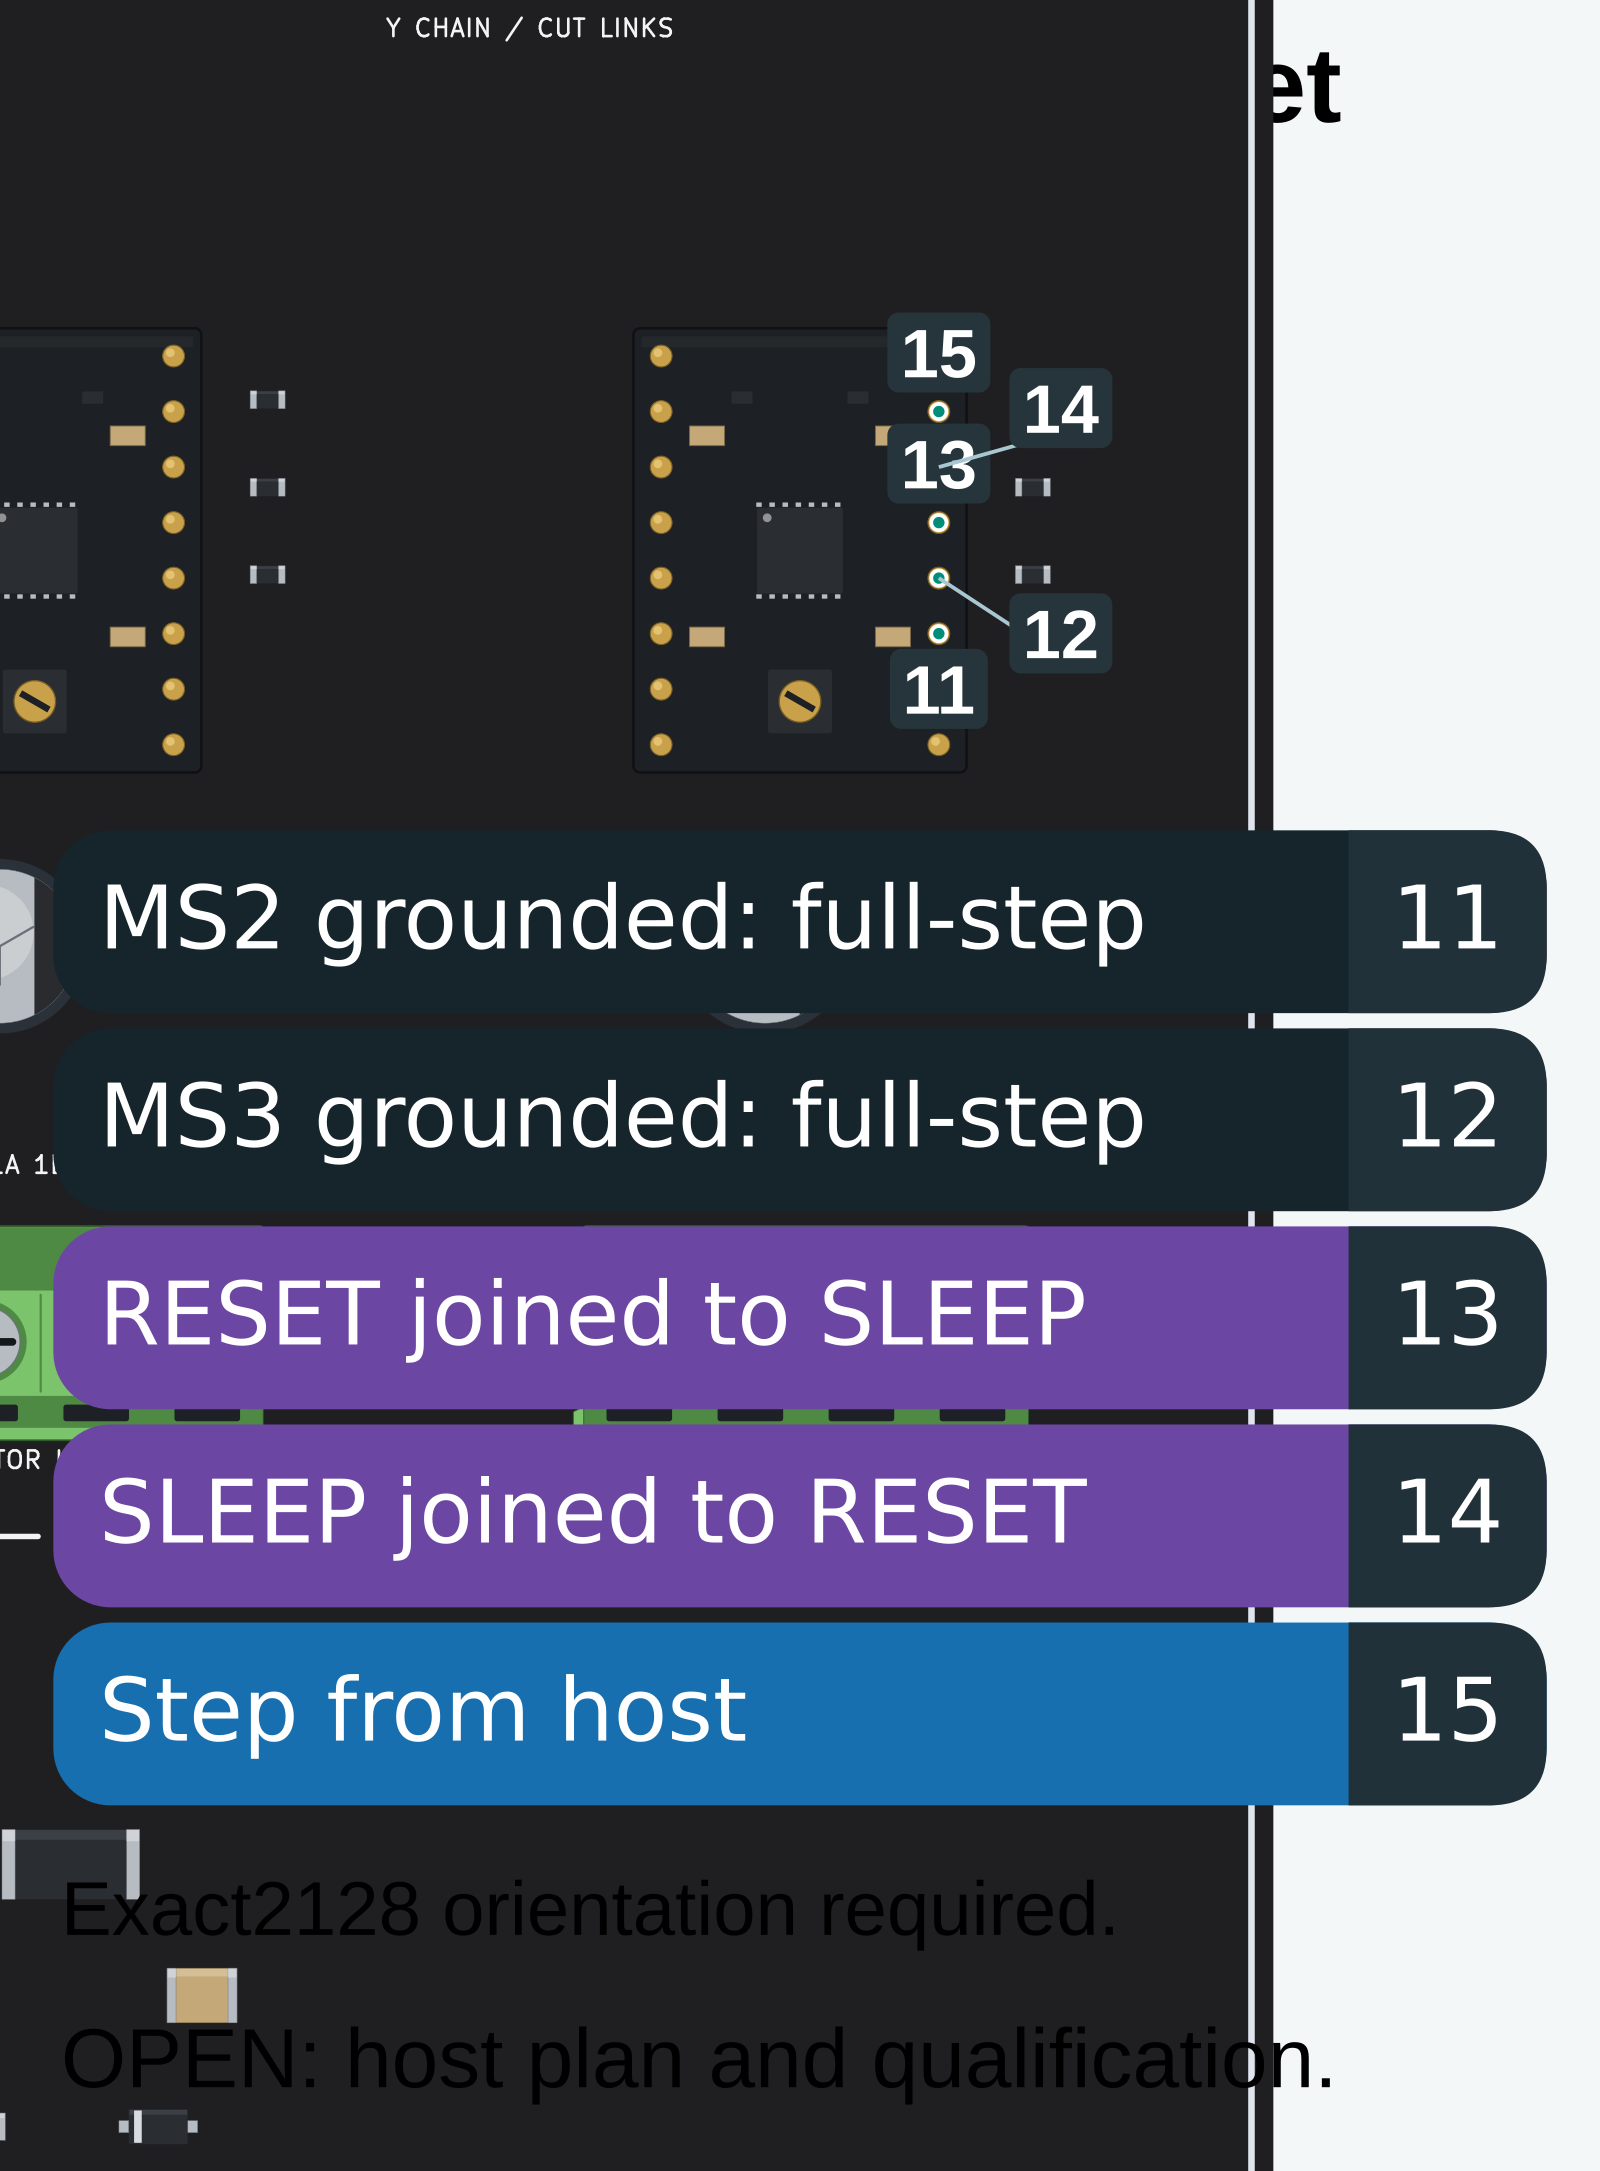 Y CHAIN / CUT LINKS
et
15
14
13
12
11
MS2 grounded: full-step 11
MS3 grounded: full-step 12
RESET joined to SLEEP 13
SLEEP joined to RESET 14
TOR
Step from host 15
Exact2128 orientation required.
OPEN: host plan and qualification.